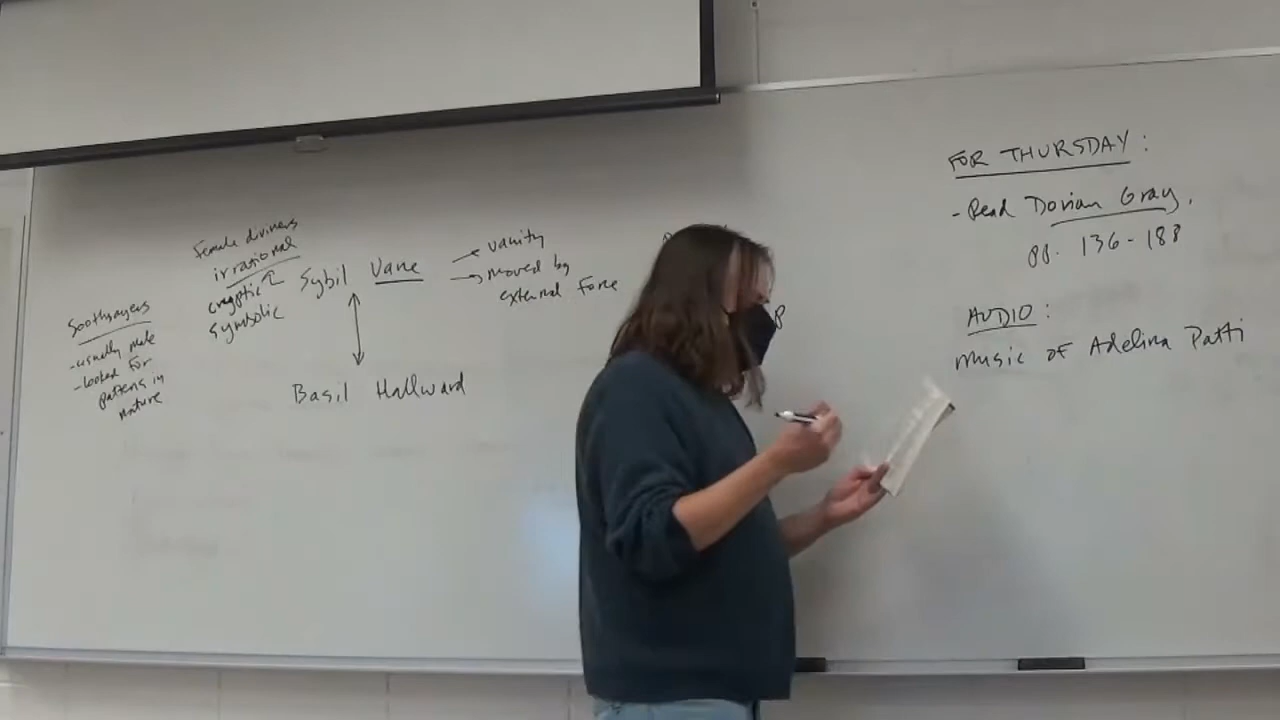 Soothsayers
- usually male
- looked for
patterns in
nature
Female diviners
irrational
cryptic
symbolic
Sybil Vane
vanity
moved by
external force
Basil Hallward
FOR THURSDAY:
- Read Dorian Gray,
pp. 136-188
AUDIO:
music of Adelina Patti